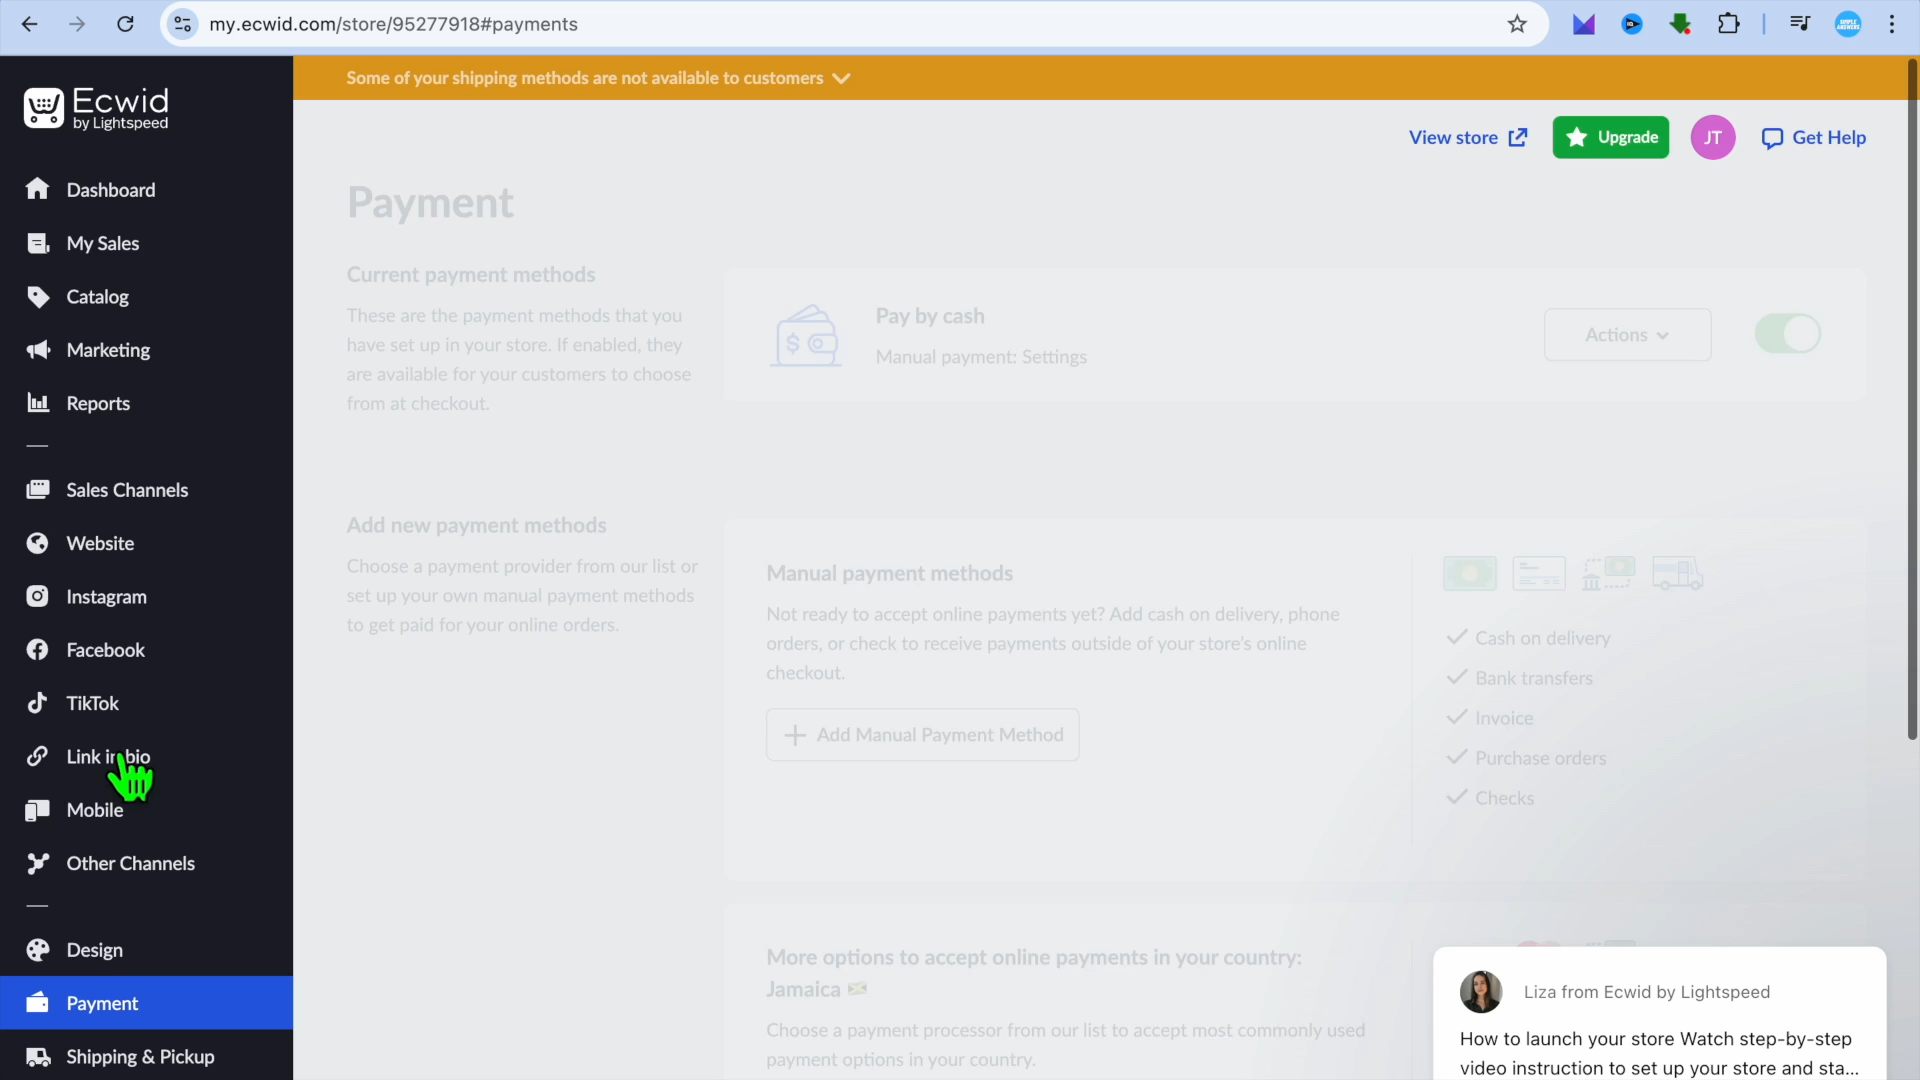 my.ecwid.com/store/95277918#payments
Some of your shipping methods are not available to customers
Ecwid
by Lightspeed
View store
Upgrade
JT
Get Help
Dashboard
My Sales
Catalog
Marketing
Reports
Sales Channels
Website
Instagram
Facebook
TikTok
Link in bio
Mobile
Other Channels
Design
Payment
Shipping & Pickup
Payment
Current payment methods
These are the payment methods that you
have set up in your store. If enabled, they
are available for your customers to choose
from at checkout.
Pay by cash
Manual payment: Settings
Actions
Add new payment methods
Choose a payment provider from our list or
set up your own manual payment methods
to get paid for your online orders.
Manual payment methods
Not ready to accept online payments yet? Add cash on delivery, phone
orders, or check to receive payments outside of your store's online
checkout.
Add Manual Payment Method
Cash on delivery
Bank transfers
Invoice
Purchase orders
Checks
More options to accept online payments in your country:
Jamaica
Choose a payment processor from our list to accept most commonly used
payment options in your country.
Liza from Ecwid by Lightspeed
How to launch your store Watch step-by-step
video instruction to set up your store and sta...